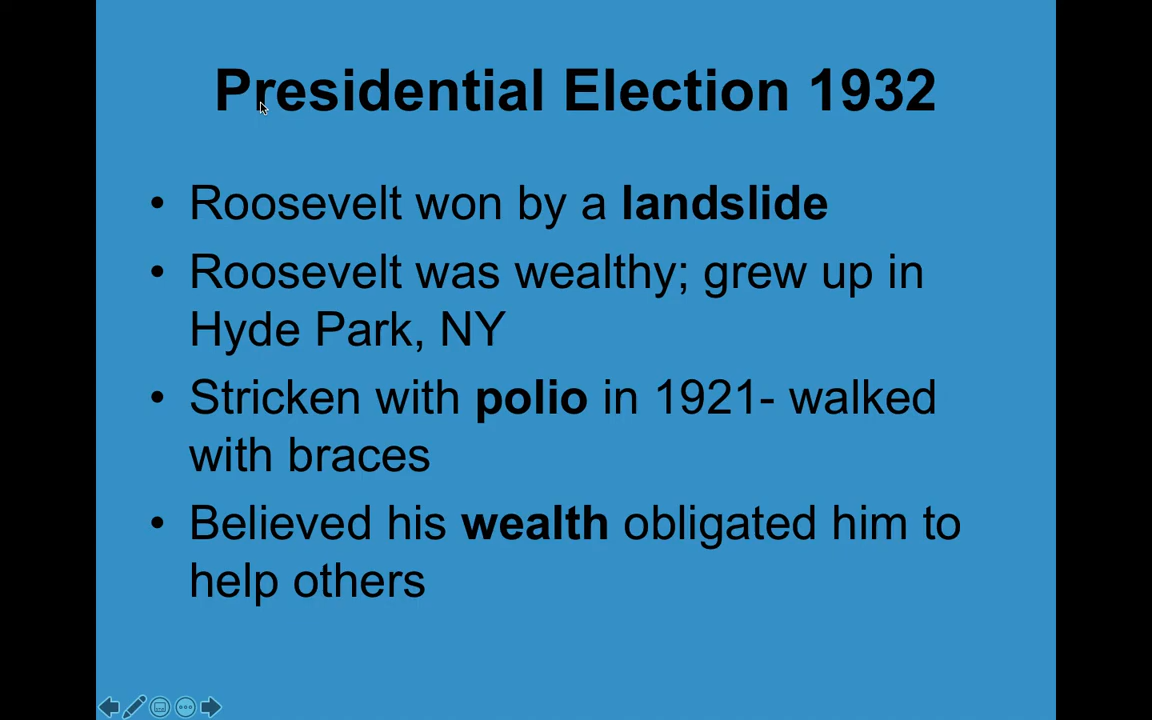 Presidential Election 1932
• Roosevelt won by a landslide
• Roosevelt was wealthy; grew up in
Hyde Park, NY
• Stricken with polio in 1921- walked
with braces
• Believed his wealth obligated him to
help others